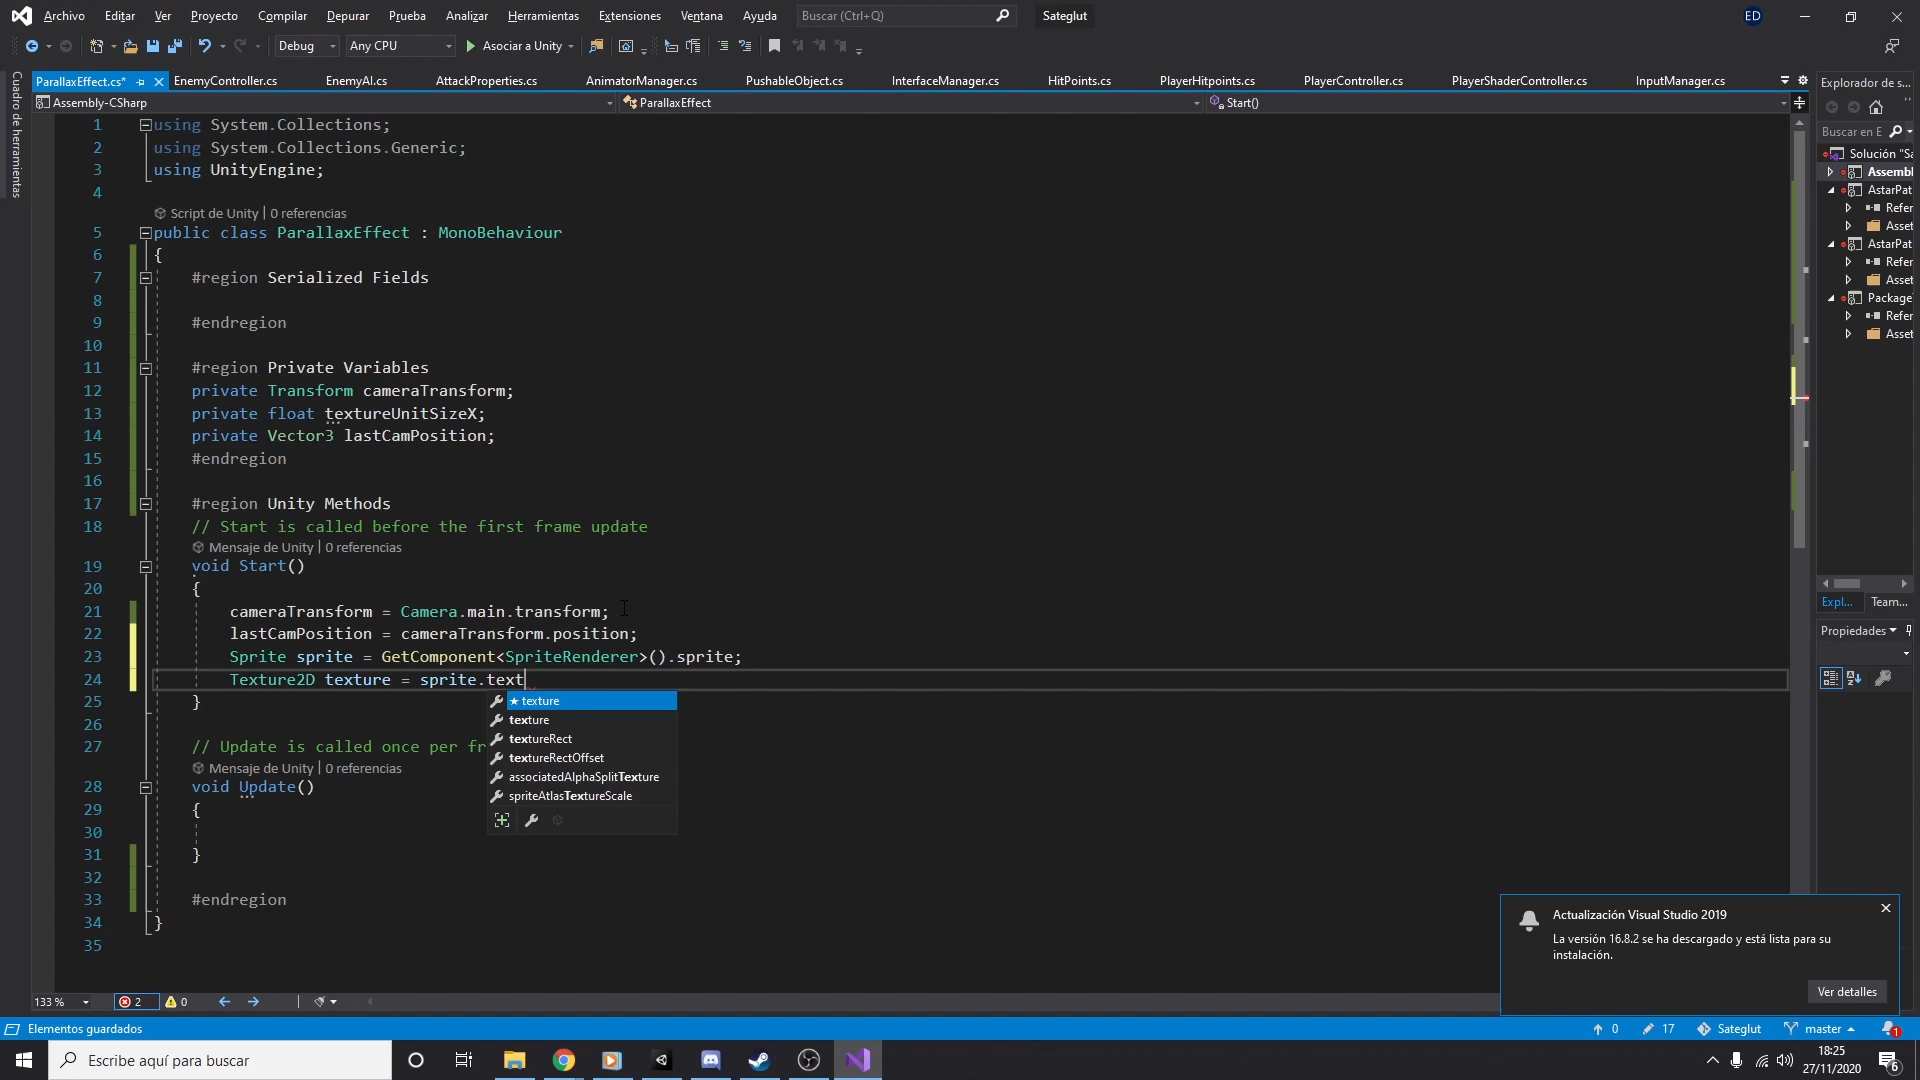 Archivo Editar Ver Proyecto Compilar Depurar Prueba Analizar Herramientas Extensiones Ventana Ayuda Buscar (Ctrl+Q) Sateglut ED
Debug Any CPU Asociar a Unity
ParallaxEffect.cs* EnemyController.cs EnemyAI.cs AttackProperties.cs AnimatorManager.cs PushableObject.cs InterfaceManager.cs HitPoints.cs PlayerHitpoints.cs PlayerController.cs PlayerShaderController.cs InputManager.cs
Assembly-CSharp ParallaxEffect Start()
Cuadro de herramientas
1 using System.Collections;
2 using System.Collections.Generic;
3 using UnityEngine;
4
Script de Unity | 0 referencias
5 public class ParallaxEffect : MonoBehaviour
6 {
7 #region Serialized Fields
8
9 #endregion
10
11 #region Private Variables
12 private Transform cameraTransform;
13 private float textureUnitSizeX;
14 private Vector3 lastCamPosition;
15 #endregion
16
17 #region Unity Methods
18 // Start is called before the first frame update
Mensaje de Unity | 0 referencias
19 void Start()
20 {
21 cameraTransform = Camera.main.transform;
22 lastCamPosition = cameraTransform.position;
23 Sprite sprite = GetComponent<SpriteRenderer>().sprite;
24 Texture2D texture = sprite.text
25 }
26
27 // Update is called once per fr
Mensaje de Unity | 0 referencias
28 void Update()
29 {
30
31 }
32
33 #endregion
34 }
35
★ texture
texture
textureRect
textureRectOffset
associatedAlphaSplitTexture
spriteAtlasTextureScale
Explorador de s...
Buscar en E
Solución "Sa
Assembl
AstarPat
Refer
Asset
AstarPat
Refer
Asset
Package
Refer
Asset
Expl... Team...
Propiedades
Actualización Visual Studio 2019
La versión 16.8.2 se ha descargado y está lista para su
instalación.
Ver detalles
133 % 2 0
Elementos guardados 0 17 Sateglut master 1
Escribe aquí para buscar
18:25
27/11/2020
6